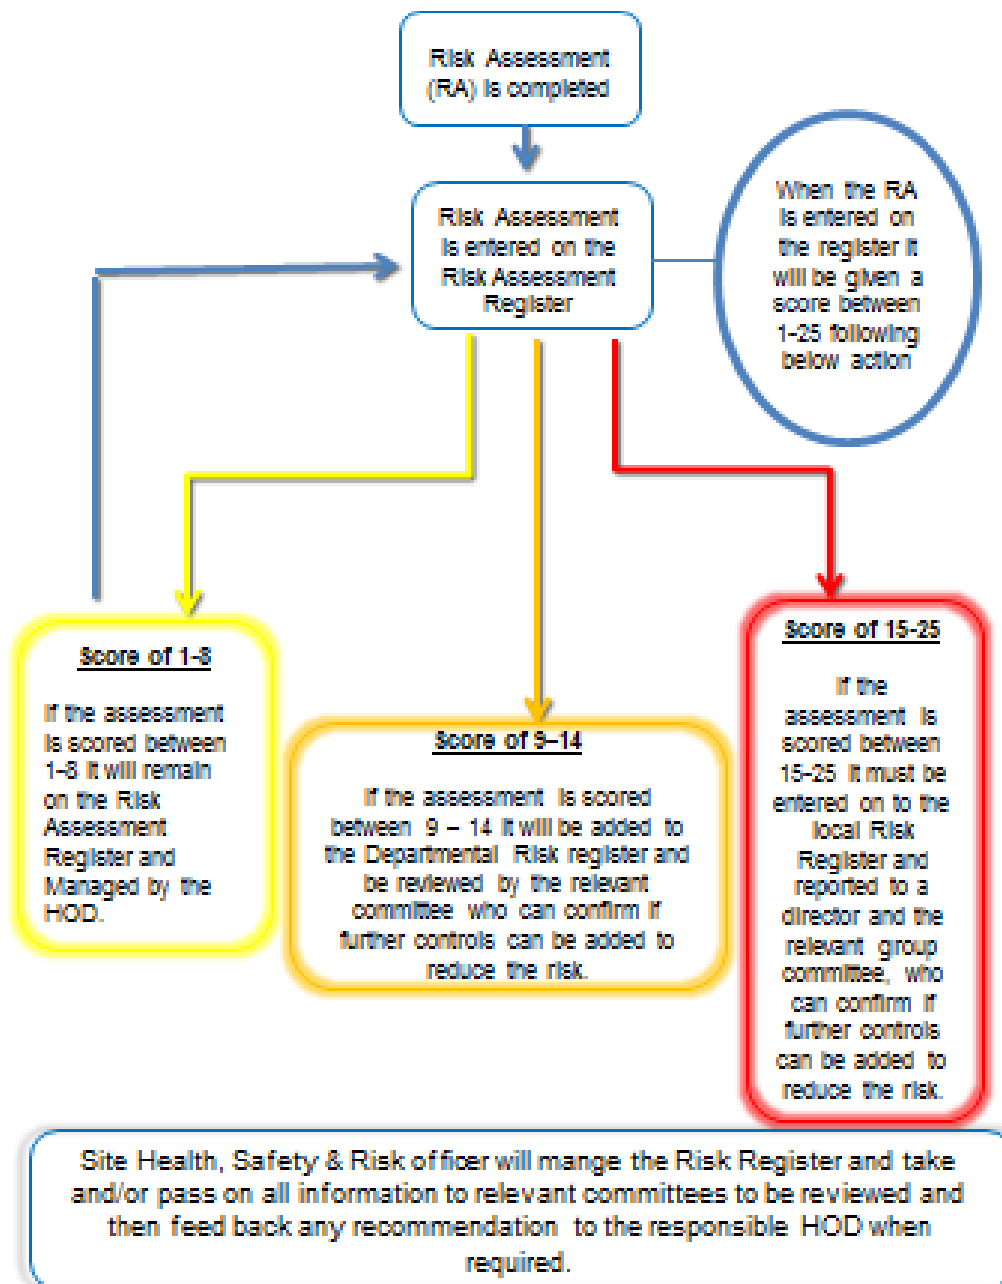 Risk Assessment
(RA) is completed
Risk Assessment
is entered on the
Risk Assessment
Register
When the RA
is entered on
the register it
will be given a
score between
1-25 following
below action
Score of 1-8
If the assessment
is scored between
1-8 it will remain
on the Risk
Assessment
Register and
Managed by the
HOD.
Score of 9–14
If the assessment is scored
between 9 – 14 it will be added to
the Departmental Risk register and
be reviewed by the relevant
committee who can confirm if
further controls can be added to
reduce the risk.
Score of 15-25
If the
assessment is
scored between
15-25 it must be
entered on to the
local Risk
Register and
reported to a
director and the
relevant group
committee, who
can confirm if
further controls
can be added to
reduce the risk.
Site Health, Safety & Risk officer will mange the Risk Register and take
and/or pass on all information to relevant committees to be reviewed and
then feed back any recommendation to the responsible HOD when
required.